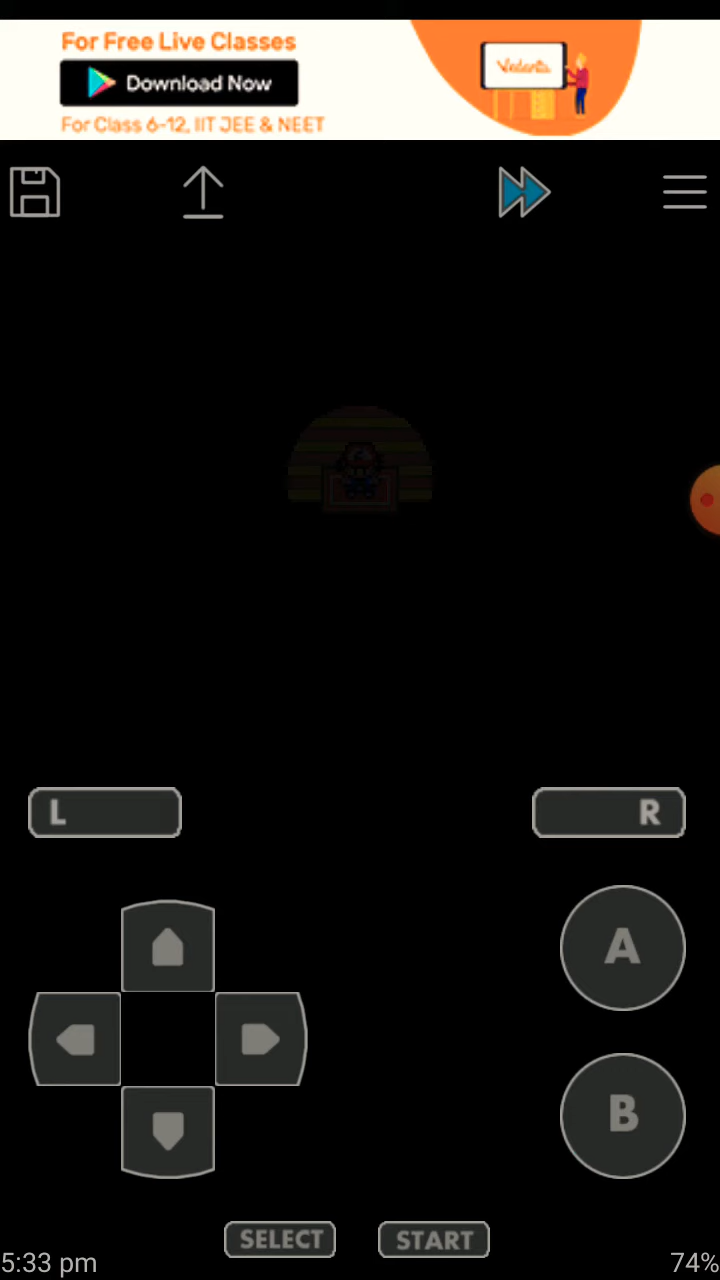 For Free Live Classes
Download Now
For Class 6-12, IIT JEE & NEET
Vedantu
L
R
A
B
SELECT
START
5:33 pm
74%